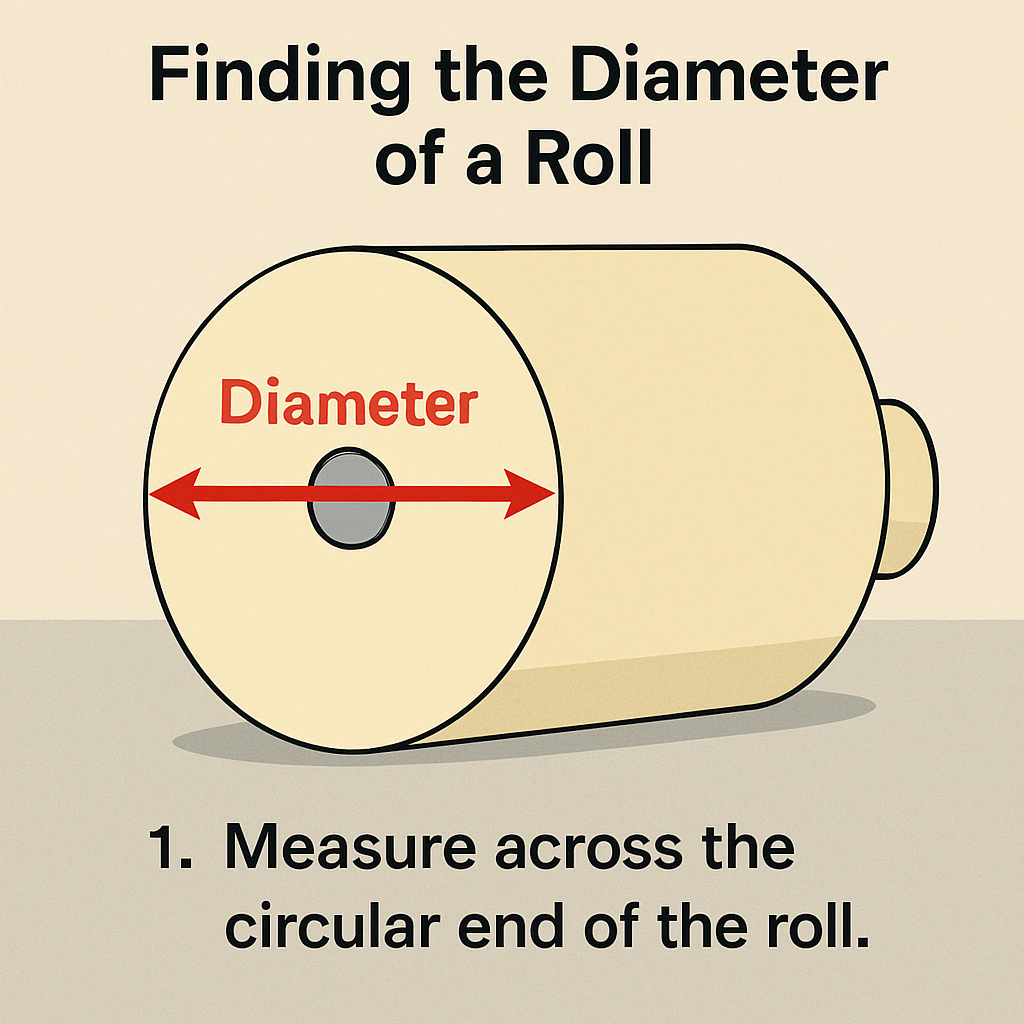 Finding the Diameter
of a Roll
Diameter
1. Measure across the
circular end of the roll.